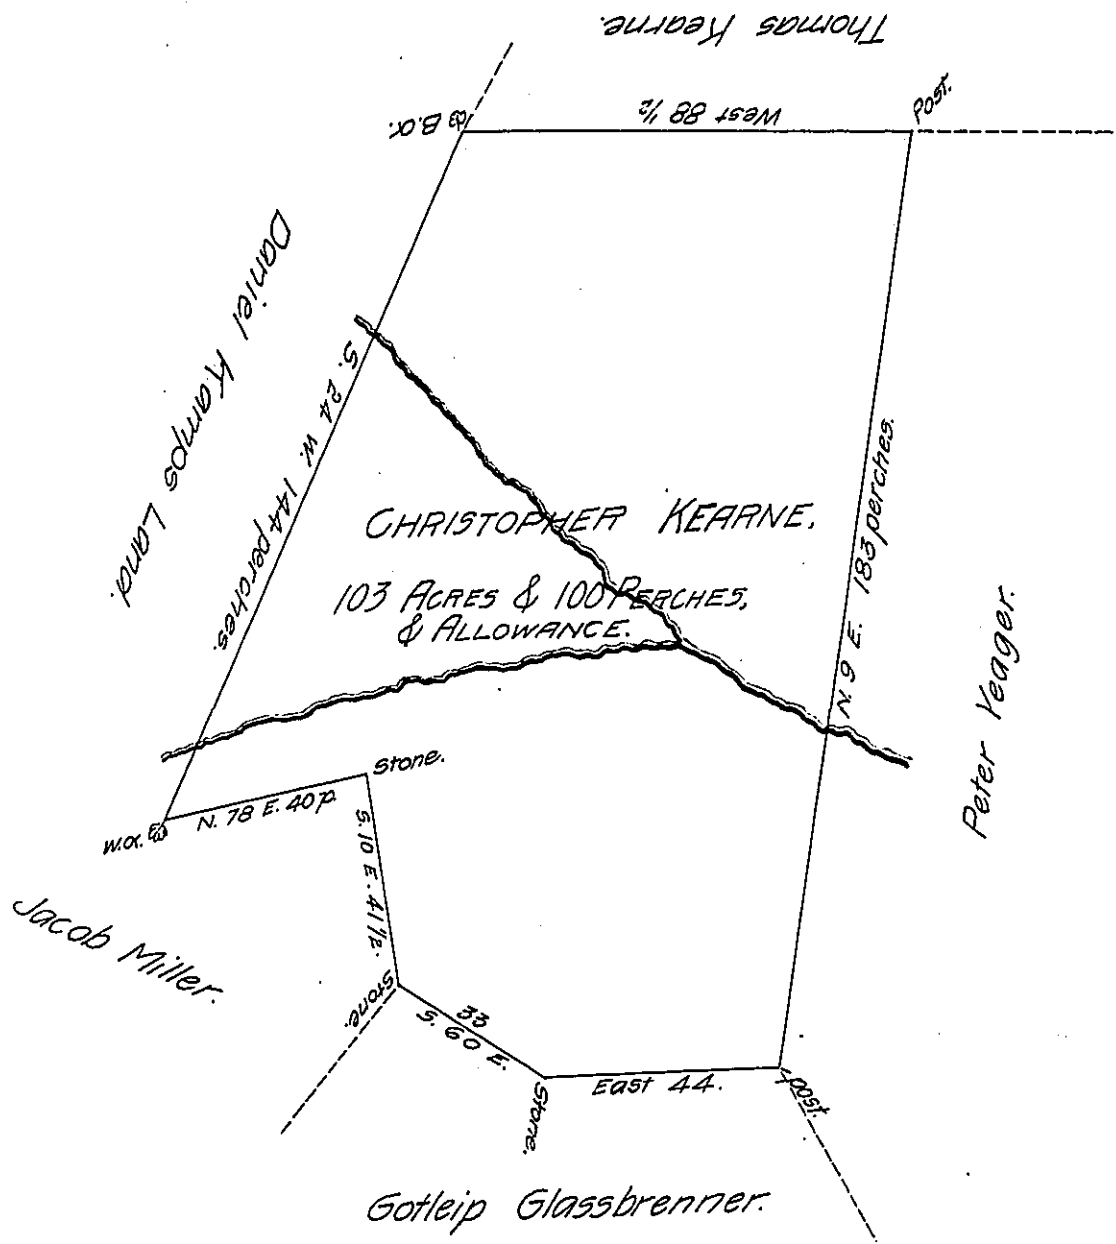 Thomas Kearne.
West 88 1/2
Post.
B.O.
Daniel Kamps Land.
S. 24 W. 144 perches.
CHRISTOPHER KEARNE.
103 ACRES & 100 PERCHES,
& ALLOWANCE.
N. 9 E. 183 perches.
Peter Yeager.
Stone.
N. 78 E. 40 p.
W.O.
S. 10 E. 41 1/2.
Jacob Miller.
Stone.
33
S. 60 E.
Stone.
East 44.
post.
Gotleip Glassbrenner.